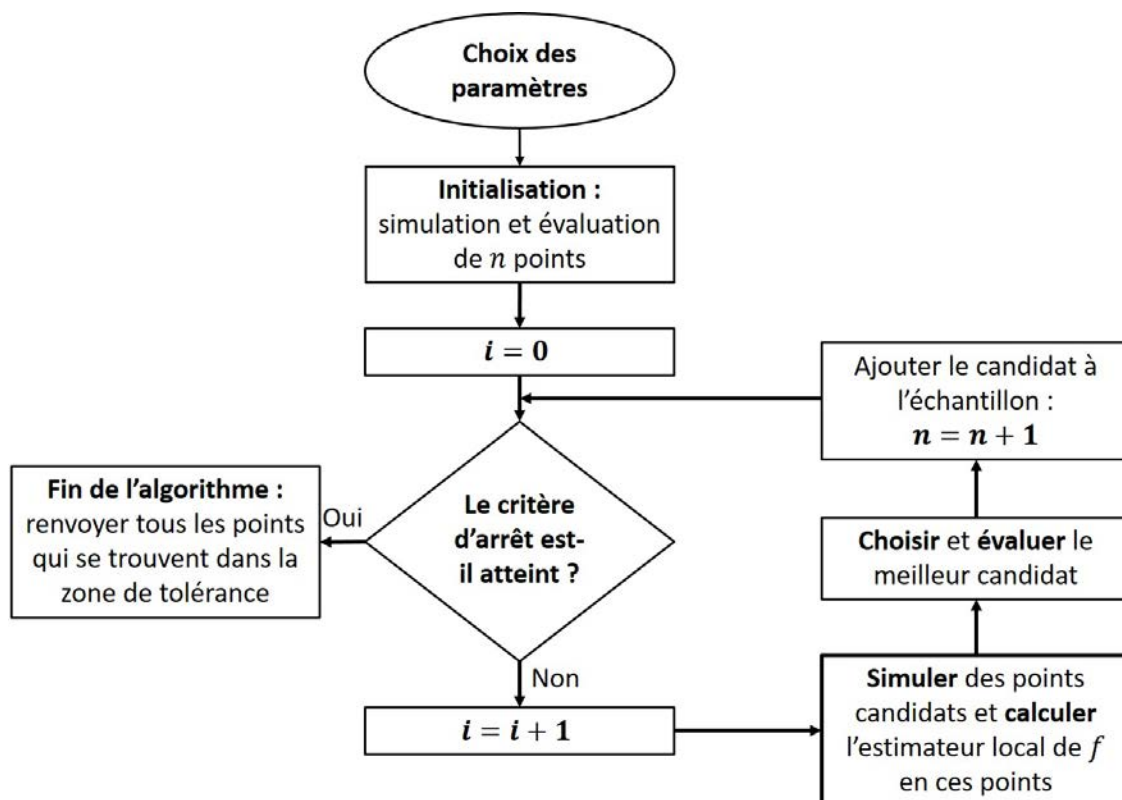 Choix des
paramètres
Initialisation :
simulation et évaluation
de n points
i = 0
Le critère
d'arrêt est-
il atteint ?
Oui
Fin de l'algorithme :
renvoyer tous les points
qui se trouvent dans la
zone de tolérance
Non
i = i + 1
Simuler des points
candidats et calculer
l'estimateur local de f
en ces points
Choisir et évaluer le
meilleur candidat
Ajouter le candidat à
l'échantillon :
n = n + 1